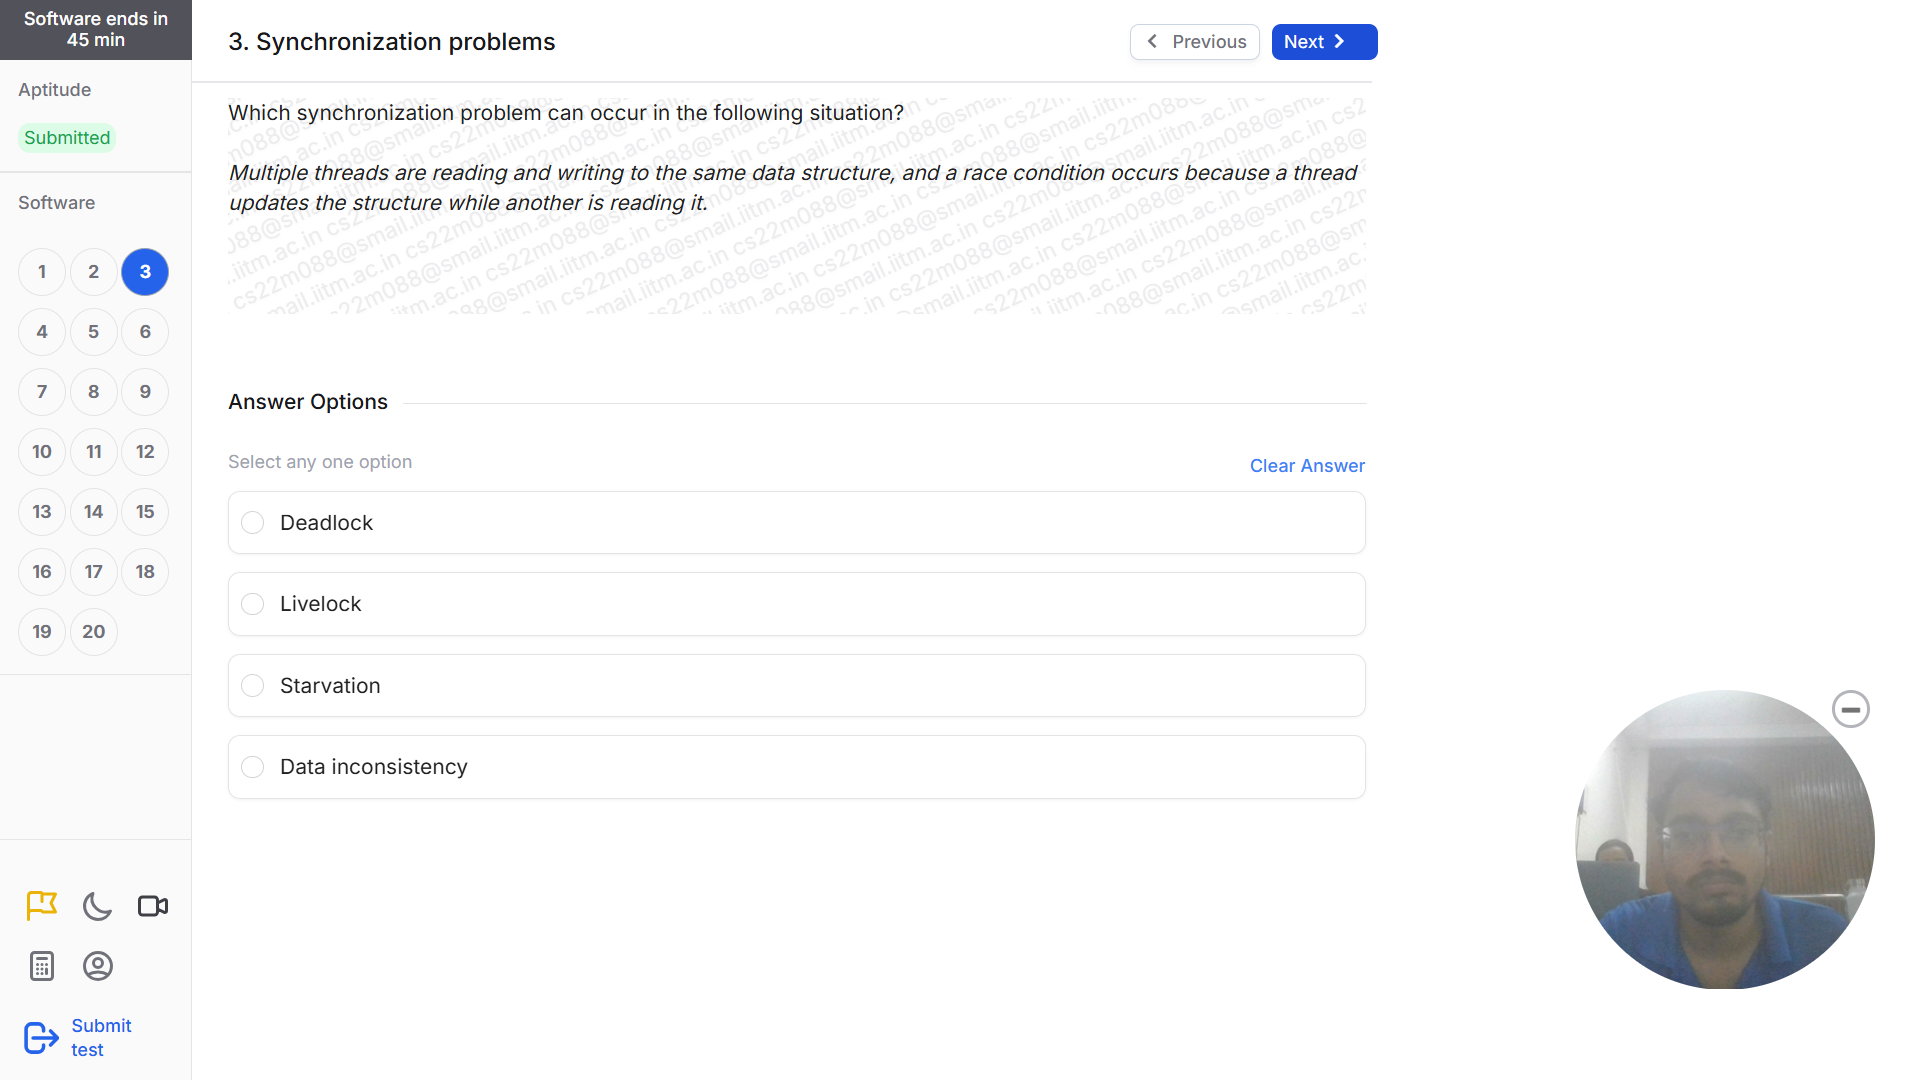 Software ends in
45 min
Aptitude
Submitted
Software
1 2 3
4 5 6
7 8 9
10 11 12
13 14 15
16 17 18
19 20
Submit
test
3. Synchronization problems
Previous
Next
Which synchronization problem can occur in the following situation?
Multiple threads are reading and writing to the same data structure, and a race condition occurs because a thread
updates the structure while another is reading it.
cs22m088@smail.iitm.ac.in
Answer Options
Select any one option
Clear Answer
Deadlock
Livelock
Starvation
Data inconsistency